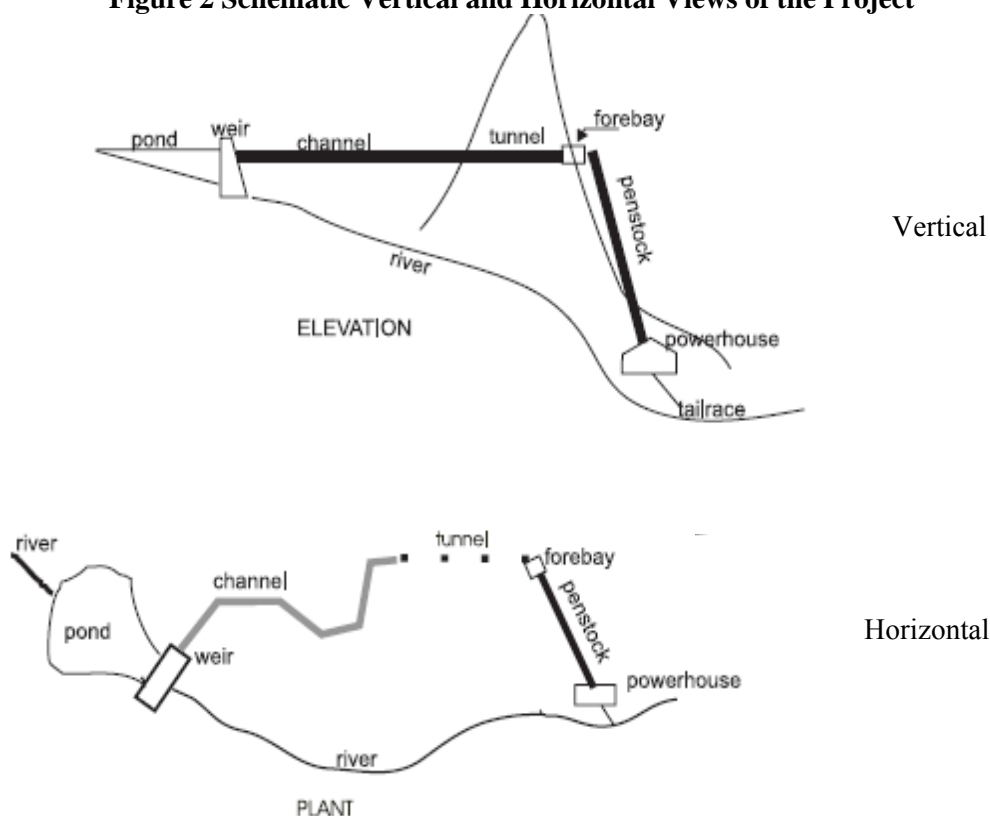 Figure 2 Schematic Vertical and Horizontal Views of the Project
forebay
weir
pond
channel
tunnel
penstock
Vertical
river
ELEVATION
powerhouse
tailrace
tunnel
river
forebay
channel
penstock
pond
Horizontal
weir
powerhouse
river
PLANT